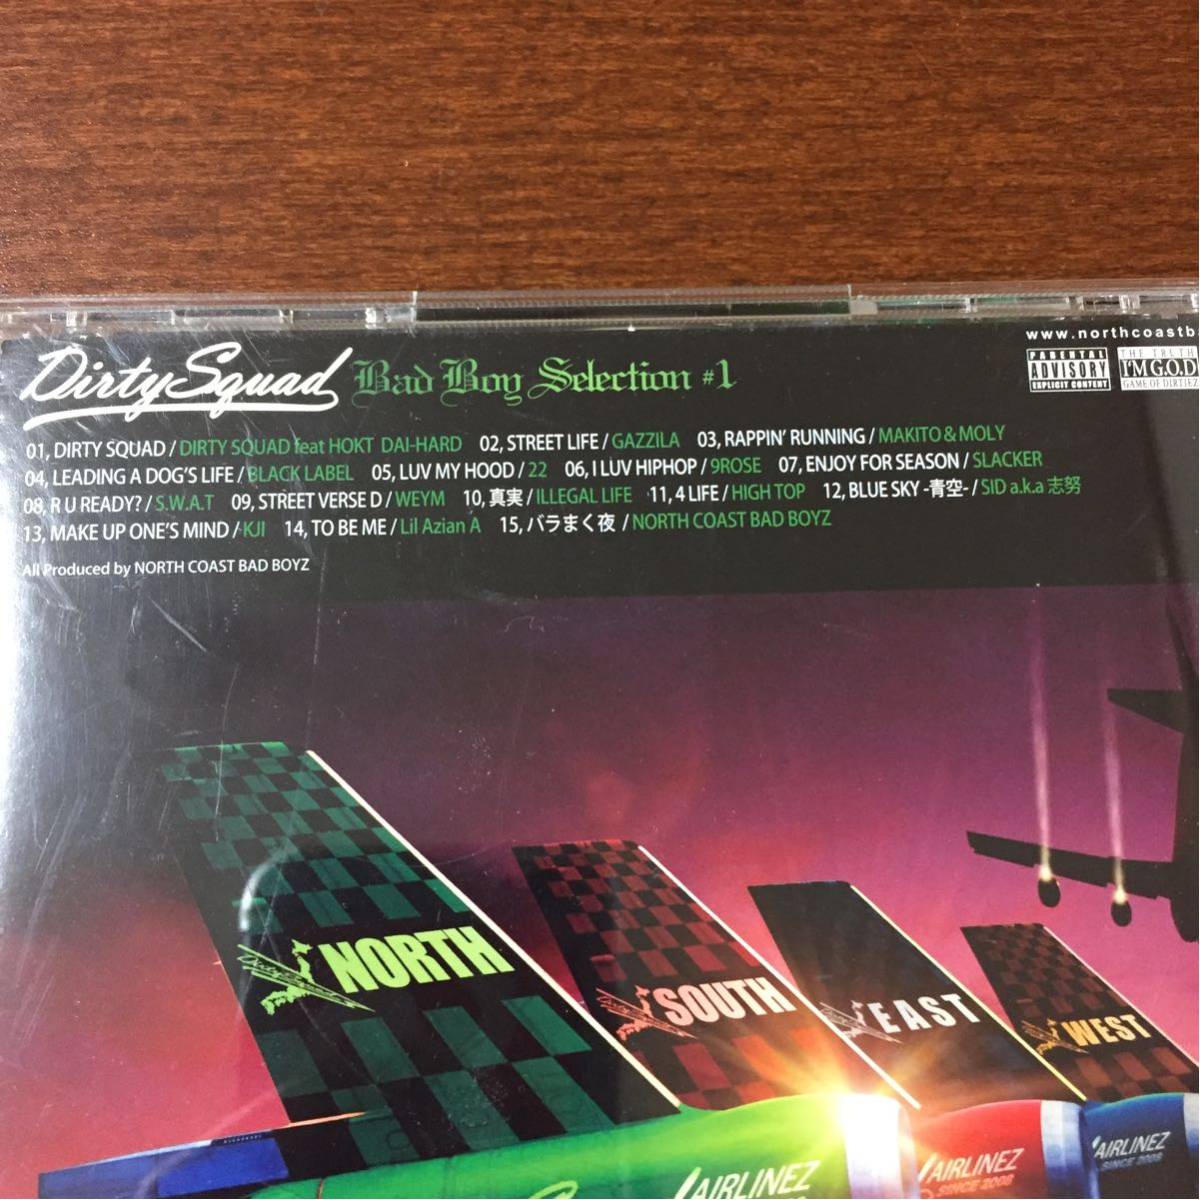 www.northcoastb
Dirty Squad Bad Boy Selection #1
PARENTAL
ADVISORY
EXPLICIT CONTENT
THE TRUTH
I'M G.O.D
GAME OF DIRTIEZ
01, DIRTY SQUAD / DIRTY SQUAD feat HOKT DAI-HARD 02, STREET LIFE / GAZZILA 03, RAPPIN' RUNNING / MAKITO & MOLY
04, LEADING A DOG'S LIFE / BLACK LABEL 05, LUV MY HOOD / 22 06, I LUV HIPHOP / 9ROSE 07, ENJOY FOR SEASON / SLACKER
08, R U READY? / S.W.A.T 09, STREET VERSE D / WEYM 10, 真実 / ILLEGAL LIFE 11, 4 LIFE / HIGH TOP 12, BLUE SKY -青空- / SID a.k.a 志努
13, MAKE UP ONE'S MIND / KJI 14, TO BE ME / Lil Azian A 15, バラまく夜 / NORTH COAST BAD BOYZ
All Produced by NORTH COAST BAD BOYZ
NORTH
SOUTH
EAST
WEST
AIRLINEZ
SINCE 2008
AIRLINEZ
SINCE 2008
AIRLINEZ